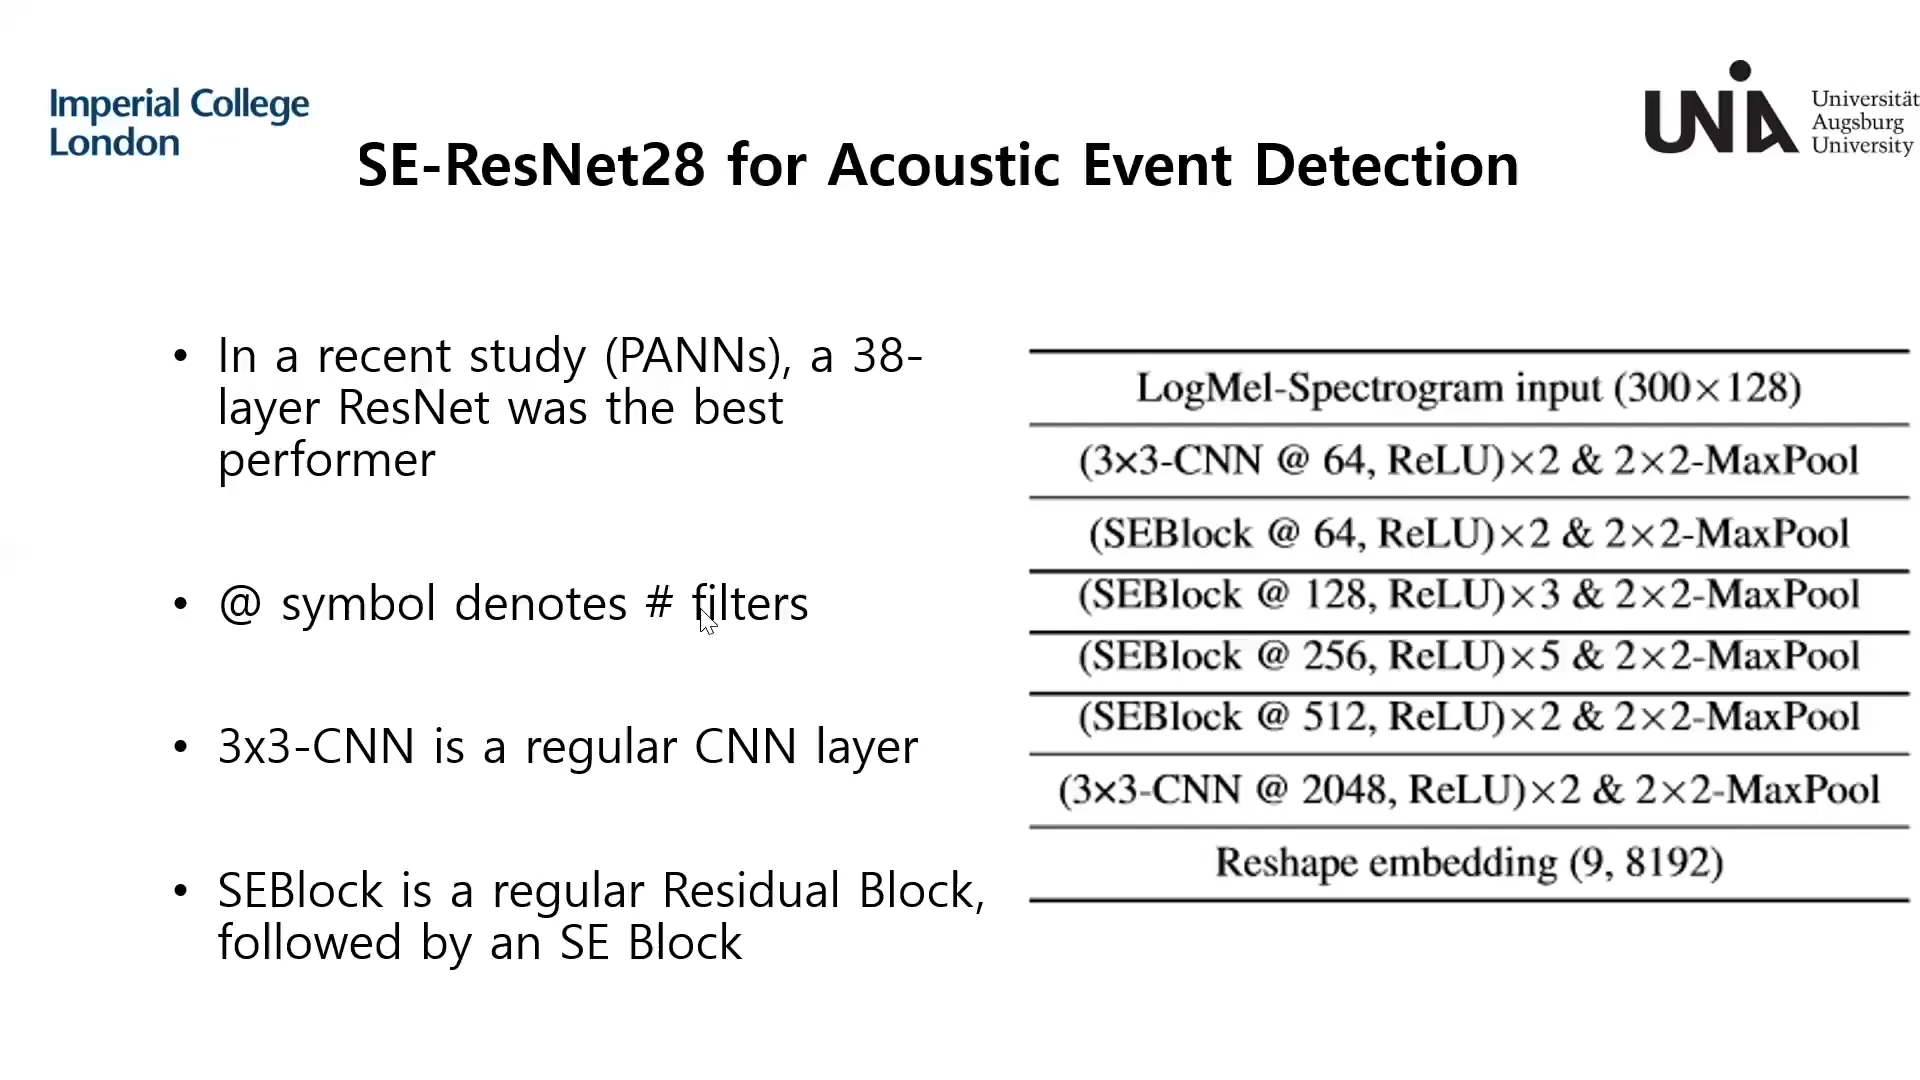 Imperial College
London
UNIA
Universität
Augsburg
University
SE-ResNet28 for Acoustic Event Detection
• In a recent study (PANNs), a 38-
layer ResNet was the best
performer
• @ symbol denotes # filters
• 3x3-CNN is a regular CNN layer
• SEBlock is a regular Residual Block,
followed by an SE Block
LogMel-Spectrogram input (300×128)
(3×3-CNN @ 64, ReLU)×2 & 2×2-MaxPool
(SEBlock @ 64, ReLU)×2 & 2×2-MaxPool
(SEBlock @ 128, ReLU)×3 & 2×2-MaxPool
(SEBlock @ 256, ReLU)×5 & 2×2-MaxPool
(SEBlock @ 512, ReLU)×2 & 2×2-MaxPool
(3×3-CNN @ 2048, ReLU)×2 & 2×2-MaxPool
Reshape embedding (9, 8192)